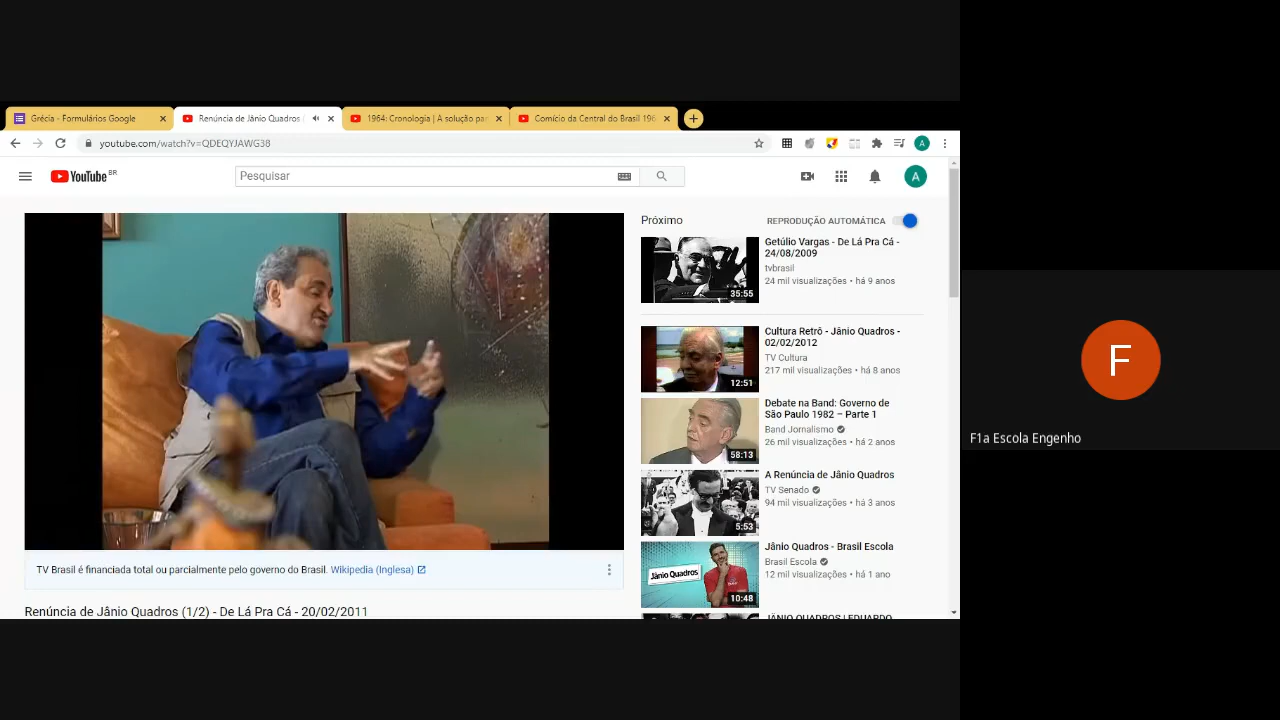 Grécia - Formulários Google
Renúncia de Jânio Quadros (
1964: Cronologia | A solução par
Comício da Central do Brasil 196
youtube.com/watch?v=QDEQYJAWG38
A
YouTube BR
Pesquisar
A
Próximo
REPRODUÇÃO AUTOMÁTICA
Getúlio Vargas - De Lá Pra Cá -
24/08/2009
tvbrasil
24 mil visualizações • há 9 anos
35:55
Cultura Retrô - Jânio Quadros -
02/02/2012
TV Cultura
217 mil visualizações • há 8 anos
12:51
Debate na Band: Governo de
São Paulo 1982 – Parte 1
Band Jornalismo
26 mil visualizações • há 2 anos
58:13
A Renúncia de Jânio Quadros
TV Senado
94 mil visualizações • há 3 anos
5:53
Jânio Quadros - Brasil Escola
Brasil Escola
12 mil visualizações • há 1 ano
Jânio Quadros
10:48
JÂNIO QUADROS | EDUARDO
TV Brasil é financiada total ou parcialmente pelo governo do Brasil. Wikipedia (Inglesa)
Renúncia de Jânio Quadros (1/2) - De Lá Pra Cá - 20/02/2011
F
F1a Escola Engenho